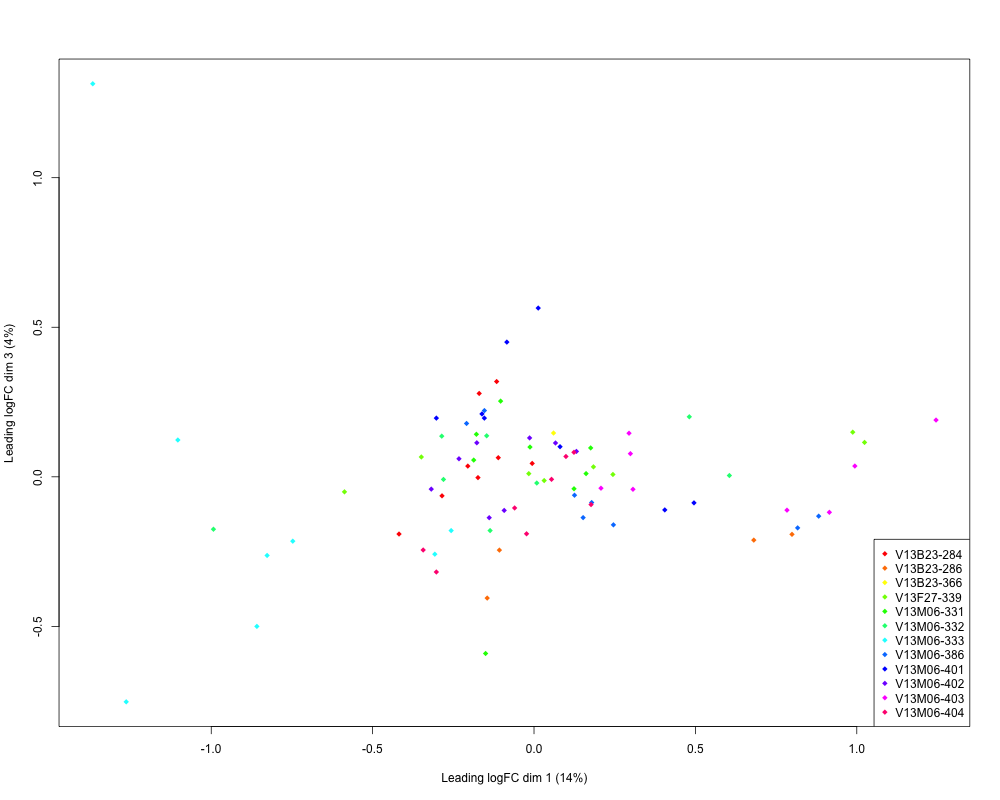 1.0
0.5
0.0
-0.5
Leading logFC dim 3 (4%)
V13B23-284
V13B23-286
V13B23-366
V13F27-339
V13M06-331
V13M06-332
V13M06-333
V13M06-386
V13M06-401
V13M06-402
V13M06-403
V13M06-404
-1.0 -0.5 0.0 0.5 1.0
Leading logFC dim 1 (14%)